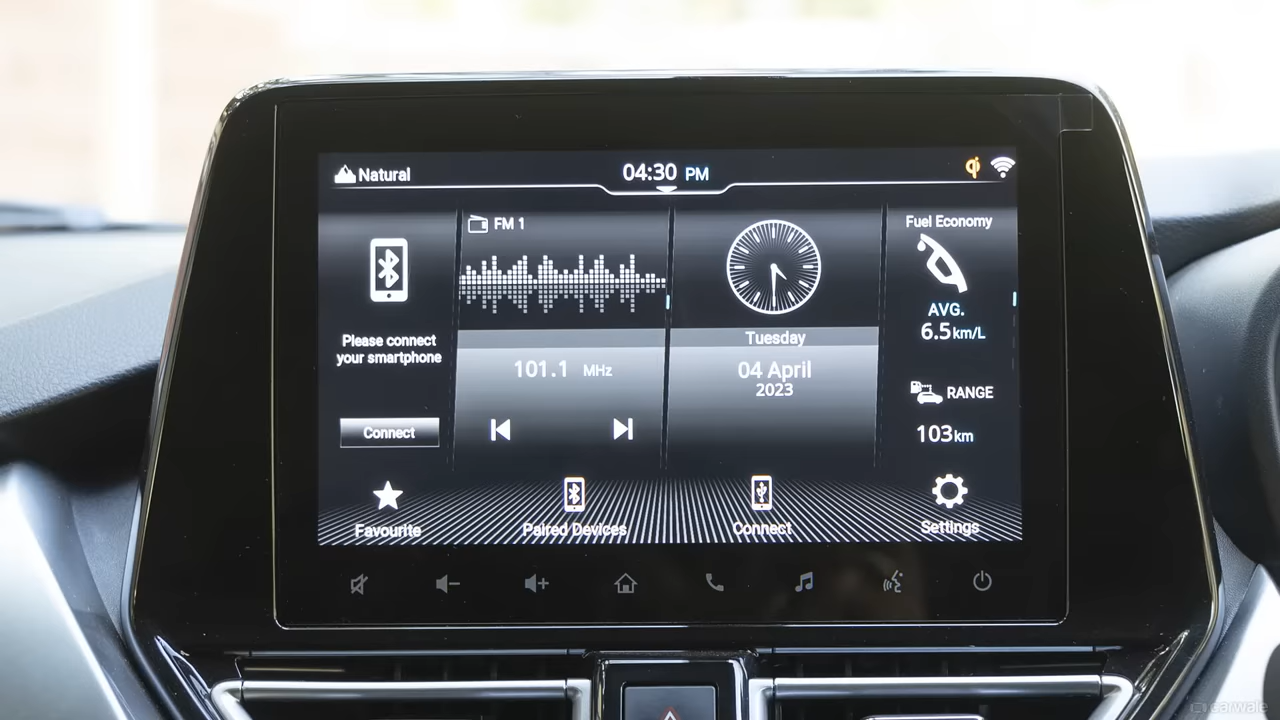 Natural
04:30 PM
FM 1
Fuel Economy
AVG.
6.5km/L
Please connect
your smartphone
Tuesday
101.1 MHz
04 April
2023
RANGE
Connect
103km
Favourite
Paired Devices
Connect
Settings
carwale